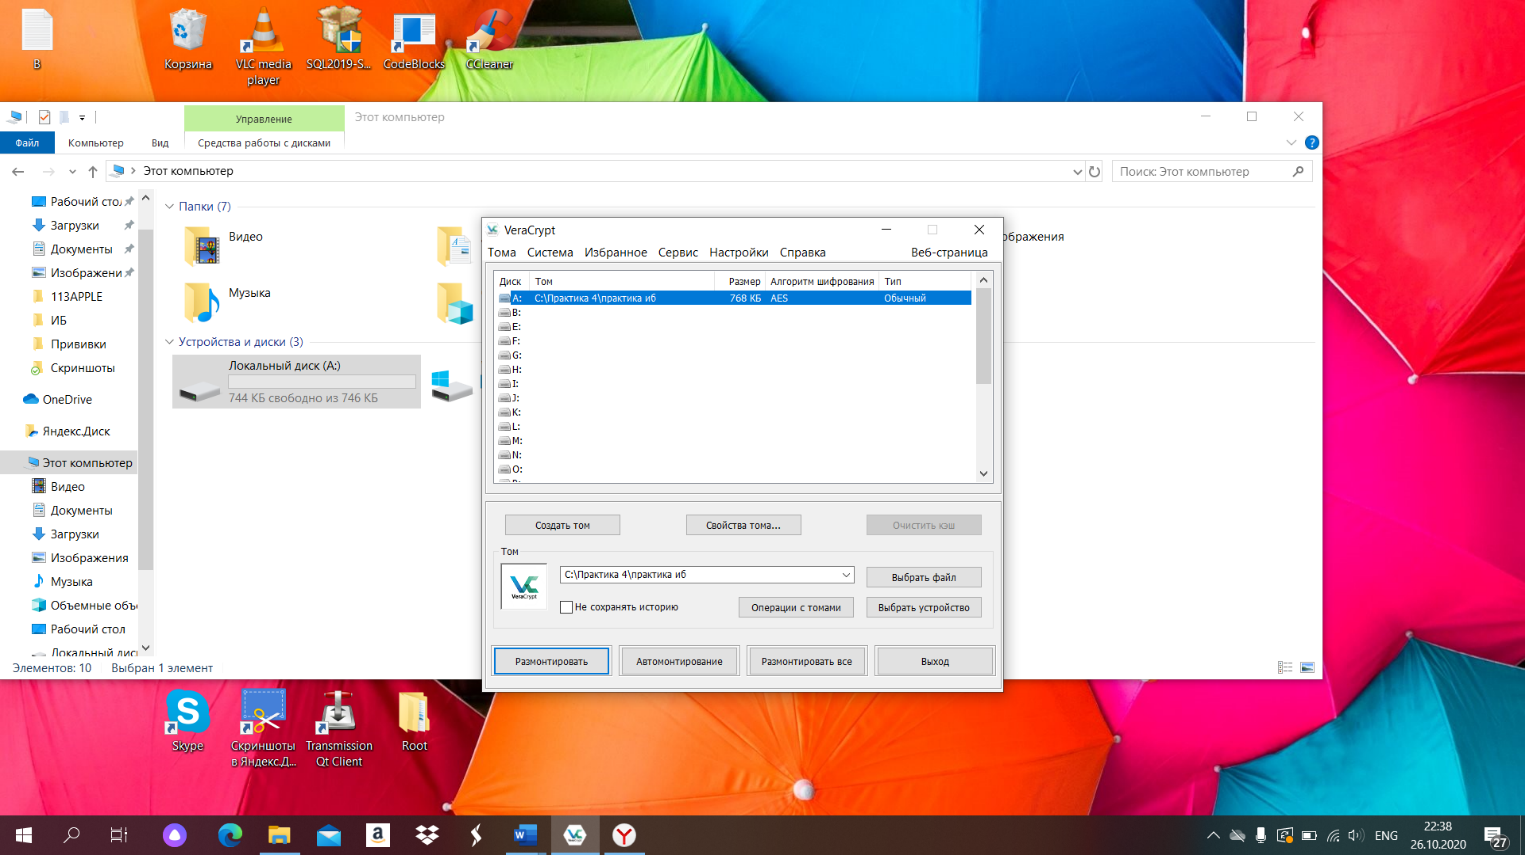 В
Корзина
VLC media player
SQL2019-S...
CodeBlocks
CCleaner
Управление
Этот компьютер
Файл
Компьютер
Вид
Средства работы с дисками
Этот компьютер
Поиск: Этот компьютер
Рабочий стол
Загрузки
Документы
Изображени
113APPLE
ИБ
Прививки
Скриншоты
OneDrive
Яндекс.Диск
Этот компьютер
Видео
Документы
Загрузки
Изображения
Музыка
Объемные объ
Рабочий стол
Локальный дис
Элементов: 10
Выбран 1 элемент
Папки (7)
Видео
Музыка
ображения
Устройства и диски (3)
Локальный диск (A:)
744 КБ свободно из 746 КБ
VeraCrypt
Тома Система Избранное Сервис Настройки Справка Веб-страница
Диск Том Размер Алгоритм шифрования Тип
A: C:\Практика 4\практика иб 768 КБ AES Обычный
B:
E:
F:
G:
H:
I:
J:
K:
L:
M:
N:
O:
Создать том
Свойства тома...
Очистить кэш
Том
VeraCrypt
C:\Практика 4\практика иб
Выбрать файл
Не сохранять историю
Операции с томами
Выбрать устройство
Размонтировать
Автомонтирование
Размонтировать все
Выход
Skype
Скриншоты в Яндекс.Д...
Transmission Qt Client
Root
ENG
22:38
26.10.2020
27